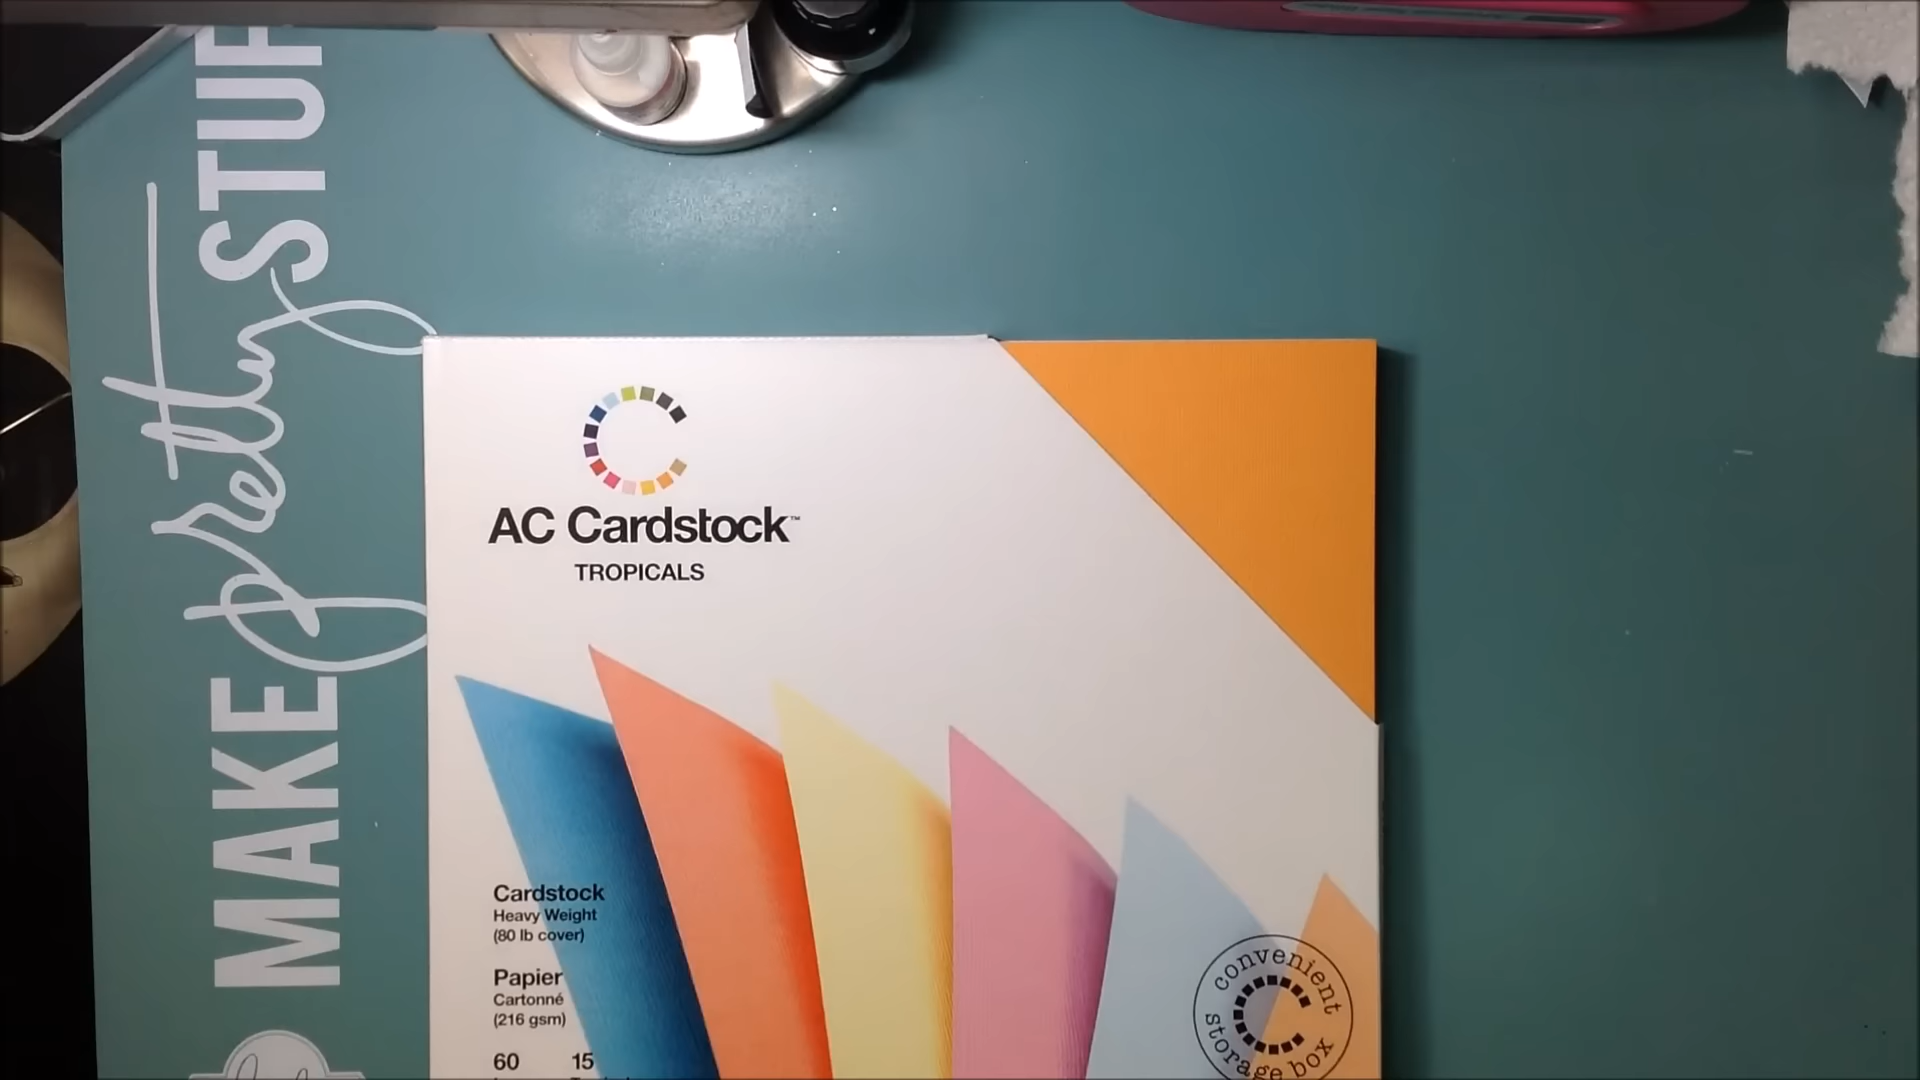 MAKE
pretty
STUF
AC Cardstock™
TROPICALS
Cardstock
Heavy Weight
(80 lb cover)
Papier
Cartonné
(216 gsm)
60 15
convenient
storage box